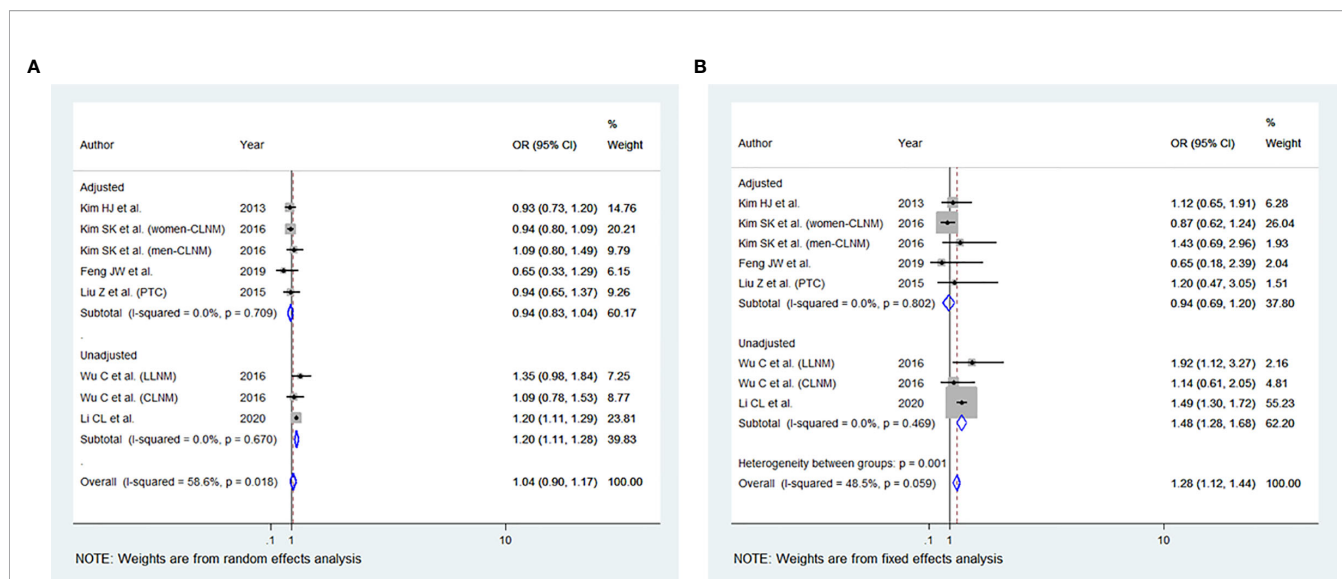 A
%
Author Year OR (95% CI) Weight
Adjusted
Kim HJ et al. 2013 0.93 (0.73, 1.20) 14.76
Kim SK et al. (women-CLNM) 2016 0.94 (0.80, 1.09) 20.21
Kim SK et al. (men-CLNM) 2016 1.09 (0.80, 1.49) 9.79
Feng JW et al. 2019 0.65 (0.33, 1.29) 6.15
Liu Z et al. (PTC) 2015 0.94 (0.65, 1.37) 9.26
Subtotal (I-squared = 0.0%, p = 0.709) 0.94 (0.83, 1.04) 60.17
.
Unadjusted
Wu C et al. (LLNM) 2016 1.35 (0.98, 1.84) 7.25
Wu C et al. (CLNM) 2016 1.09 (0.78, 1.53) 8.77
Li CL et al. 2020 1.20 (1.11, 1.29) 23.81
Subtotal (I-squared = 0.0%, p = 0.670) 1.20 (1.11, 1.28) 39.83
.
Overall (I-squared = 58.6%, p = 0.018) 1.04 (0.90, 1.17) 100.00
.1 1 10
NOTE: Weights are from random effects analysis
B
%
Author Year OR (95% CI) Weight
Adjusted
Kim HJ et al. 2013 1.12 (0.65, 1.91) 6.28
Kim SK et al. (women-CLNM) 2016 0.87 (0.62, 1.24) 26.04
Kim SK et al. (men-CLNM) 2016 1.43 (0.69, 2.96) 1.93
Feng JW et al. 2019 0.65 (0.18, 2.39) 2.04
Liu Z et al. (PTC) 2015 1.20 (0.47, 3.05) 1.51
Subtotal (I-squared = 0.0%, p = 0.802) 0.94 (0.69, 1.20) 37.80
.
Unadjusted
Wu C et al. (LLNM) 2016 1.92 (1.12, 3.27) 2.16
Wu C et al. (CLNM) 2016 1.14 (0.61, 2.05) 4.81
Li CL et al. 2020 1.49 (1.30, 1.72) 55.23
Subtotal (I-squared = 0.0%, p = 0.469) 1.48 (1.28, 1.68) 62.20
.
Heterogeneity between groups: p = 0.001
Overall (I-squared = 48.5%, p = 0.059) 1.28 (1.12, 1.44) 100.00
.1 1 10
NOTE: Weights are from fixed effects analysis